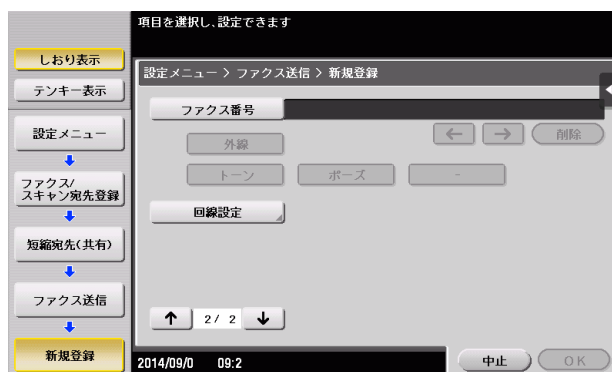 項目を選択し、設定できます
しおり表示
テンキー表示
設定メニュー
ファクス/
スキャン宛先登録
短縮宛先(共有)
ファクス送信
新規登録
設定メニュー > ファクス送信 > 新規登録
ファクス番号
← → 削除
外線
トーン ポーズ -
回線設定
↑ 2/ 2 ↓
2014/09/0 09:2
中止 OK